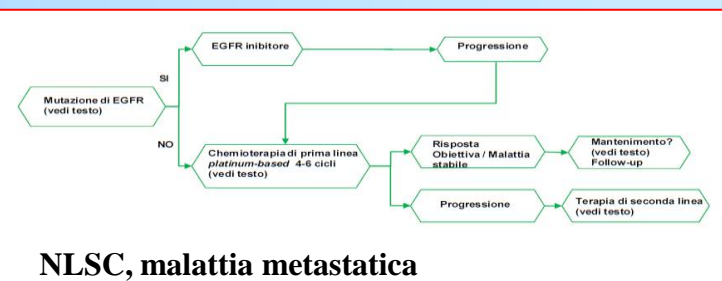 EGFR inibitore
Progressione
SI
Mutazione di EGFR
(vedi testo)
NO
Chemioterapia di prima linea
platinum-based 4-6 cicli
(vedi testo)
Risposta
Obiettiva / Malattia
stabile
Mantenimento?
(vedi testo)
Follow-up
Progressione
Terapia di seconda linea
(vedi testo)
NLSC, malattia metastatica